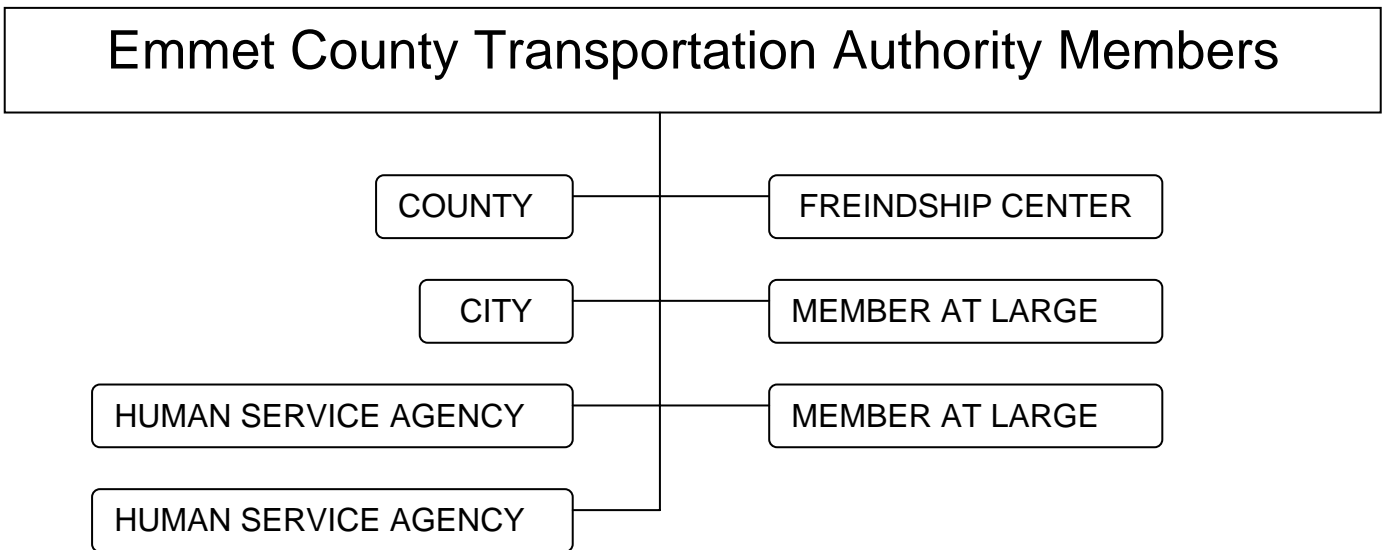 Emmet County Transportation Authority Members
COUNTY
FREINDSHIP CENTER
CITY
MEMBER AT LARGE
HUMAN SERVICE AGENCY
MEMBER AT LARGE
HUMAN SERVICE AGENCY